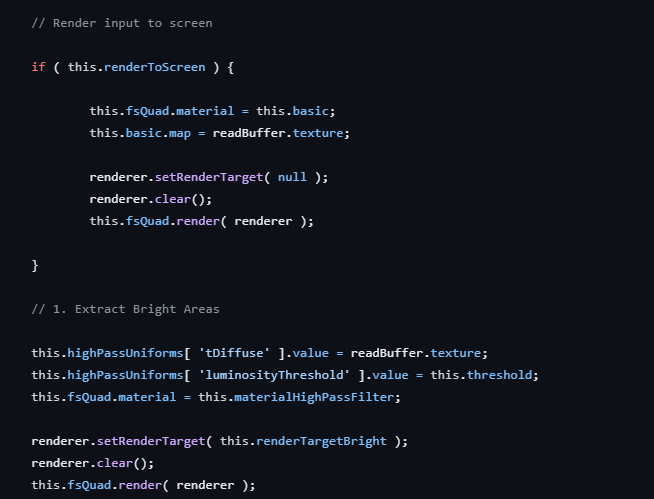 // Render input to screen
if ( this.renderToScreen ) {
this.fsQuad.material = this.basic;
this.basic.map = readBuffer.texture;
renderer.setRenderTarget( null );
renderer.clear();
this.fsQuad.render( renderer );
}
// 1. Extract Bright Areas
this.highPassUniforms[ 'tDiffuse' ].value = readBuffer.texture;
this.highPassUniforms[ 'luminosityThreshold' ].value = this.threshold;
this.fsQuad.material = this.materialHighPassFilter;
renderer.setRenderTarget( this.renderTargetBright );
renderer.clear();
this.fsQuad.render( renderer );